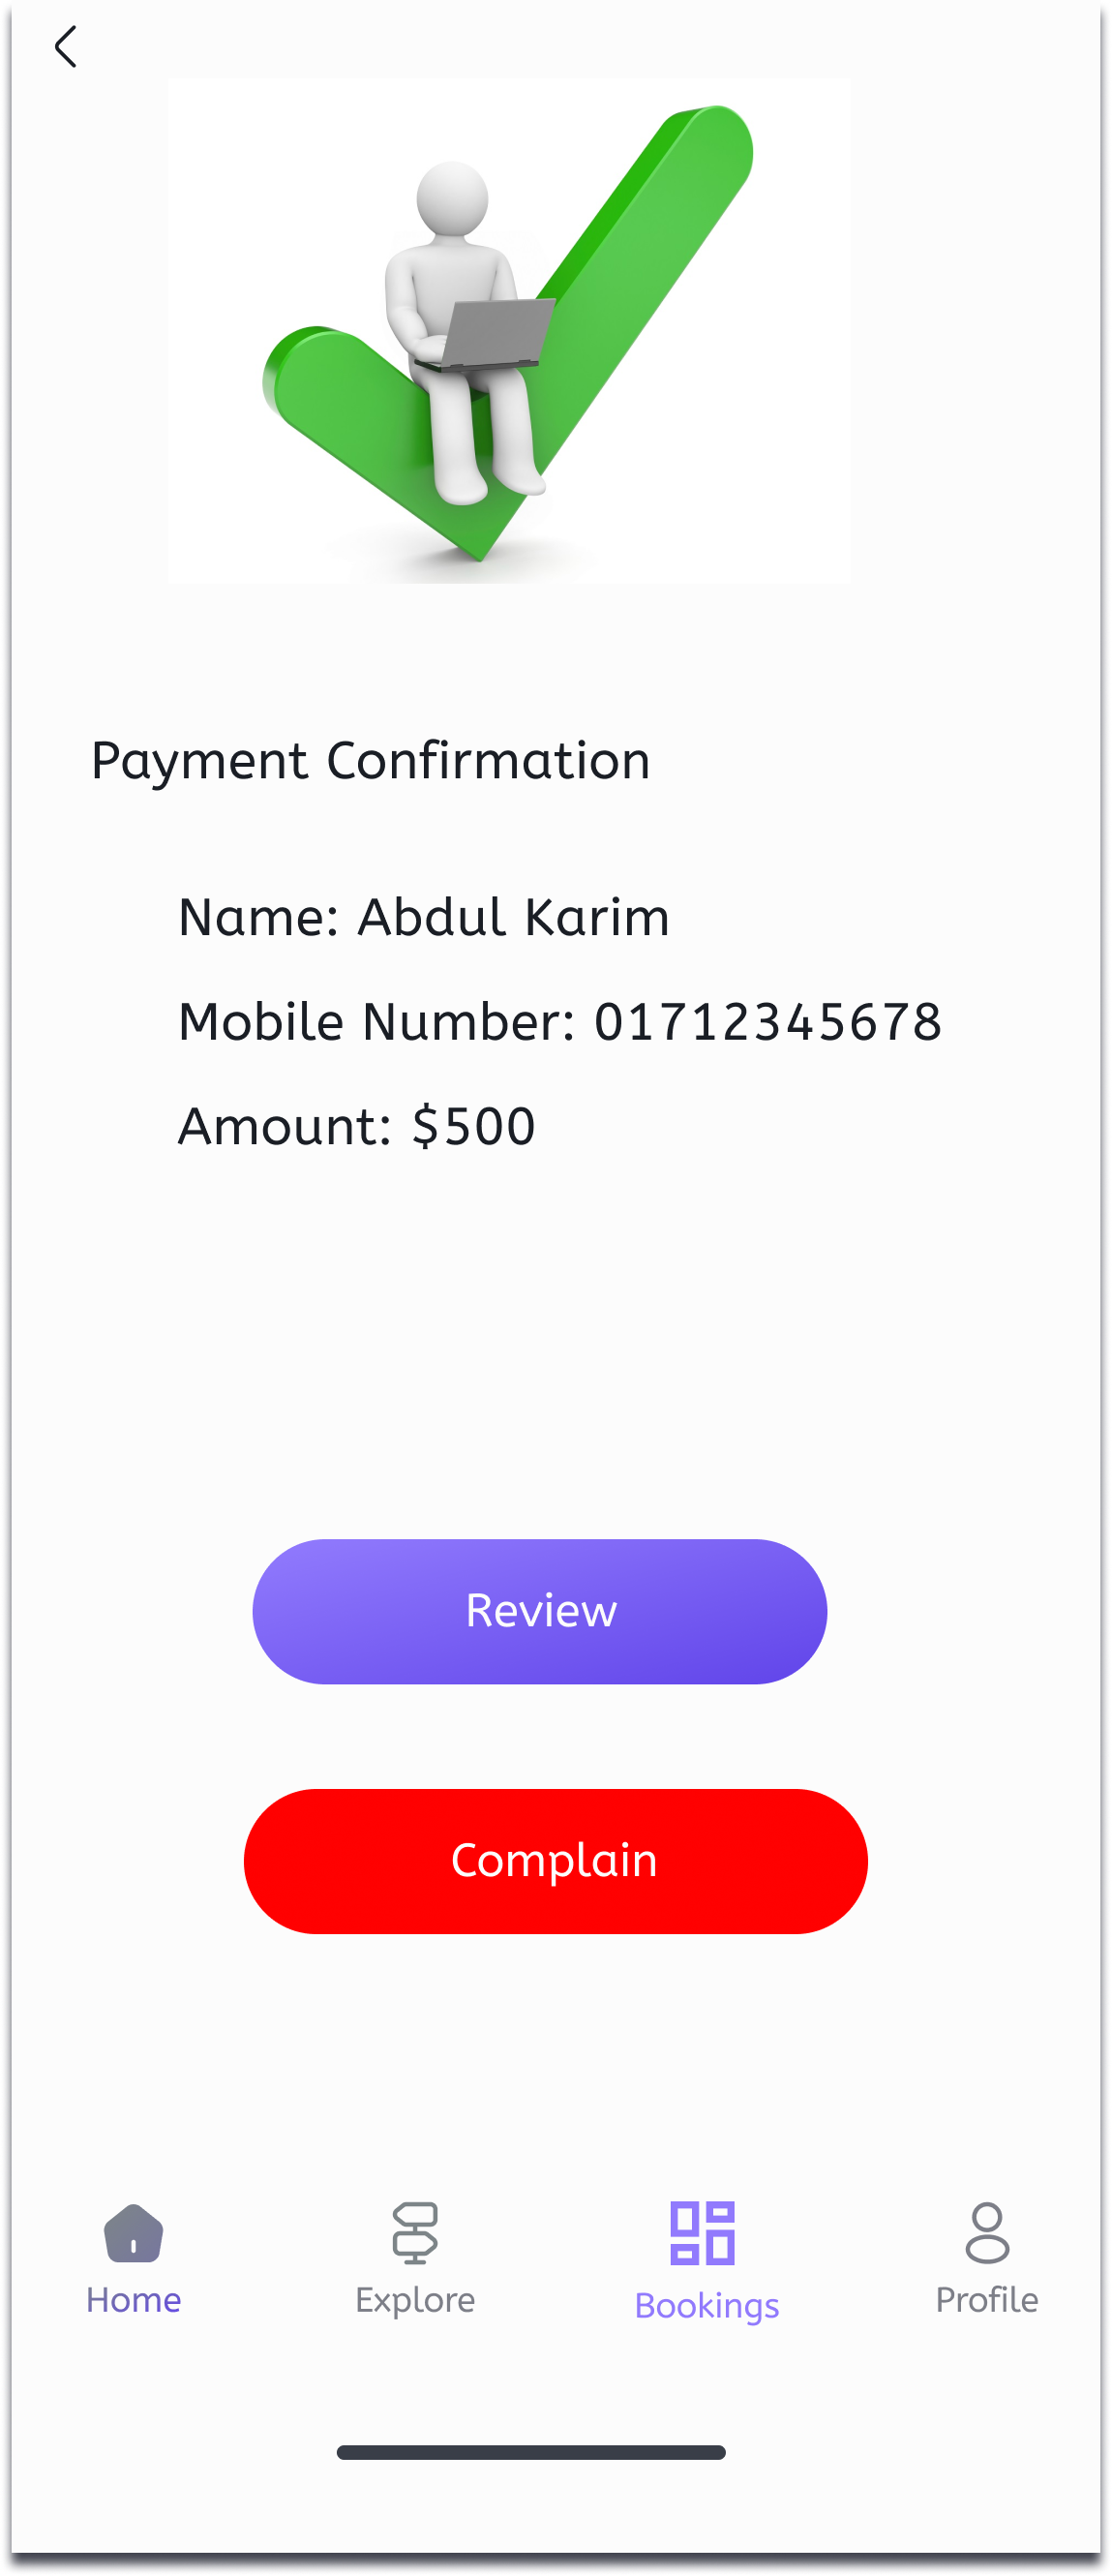 Payment Confirmation
Name: Abdul Karim
Mobile Number: 01712345678
Amount: $500
Review
Complain
Home
Explore
Bookings
Profile